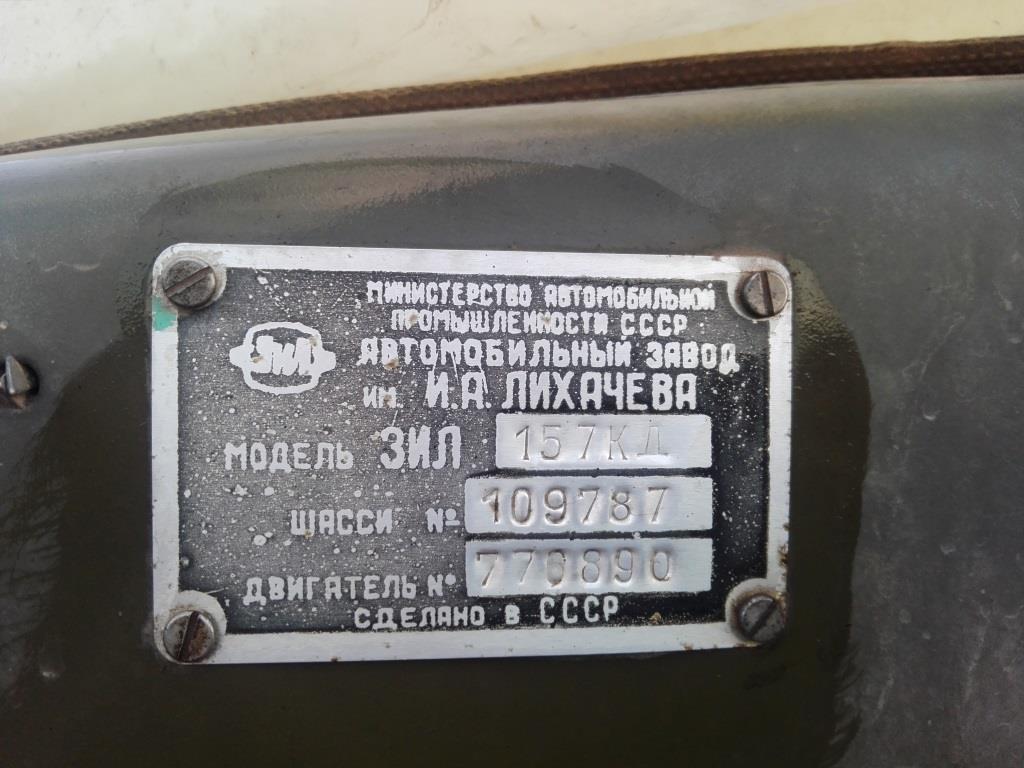 МИНИСТЕРСТВО АВТОМОБИЛЬНОЙ
ПРОМЫШЛЕННОСТИ СССР
ЗИЛ
АВТОМОБИЛЬНЫЙ ЗАВОД
ИМ. И.А. ЛИХАЧЕВА
МОДЕЛЬ ЗИЛ 157КД
ШАССИ № 109787
ДВИГАТЕЛЬ № 770890
СДЕЛАНО В СССР